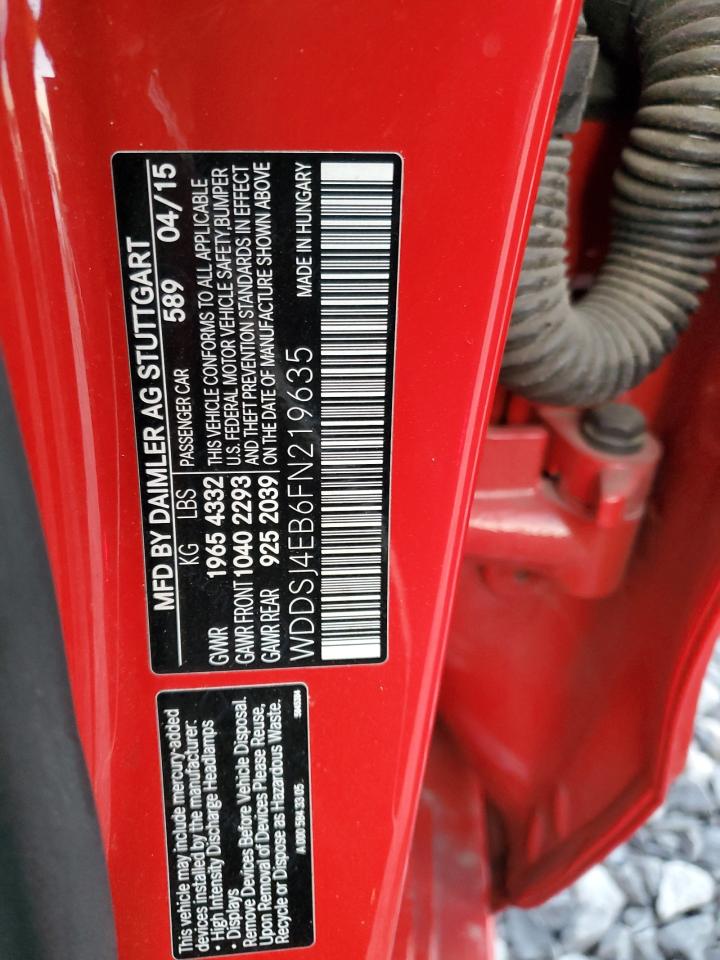 MFD BY DAIMLER AG STUTTGART
KG LBS PASSENGER CAR 589 04/15
GVWR 1965 4332 THIS VEHICLE CONFORMS TO ALL APPLICABLE
GAWR FRONT 1040 2293 U.S. FEDERAL MOTOR VEHICLE SAFETY,BUMPER
AND THEFT PREVENTION STANDARDS IN EFFECT
GAWR REAR 925 2039 ON THE DATE OF MANUFACTURE SHOWN ABOVE
WDDSJ4EB6FN219635 MADE IN HUNGARY
This vehicle may include mercury-added
devices installed by the manufacturer:
• High Intensity Discharge Headlamps
• Displays
Remove Devices Before Vehicle Disposal.
Upon Removal of Devices Please Reuse,
Recycle or Dispose as Hazardous Waste.
A 000 584 33 05